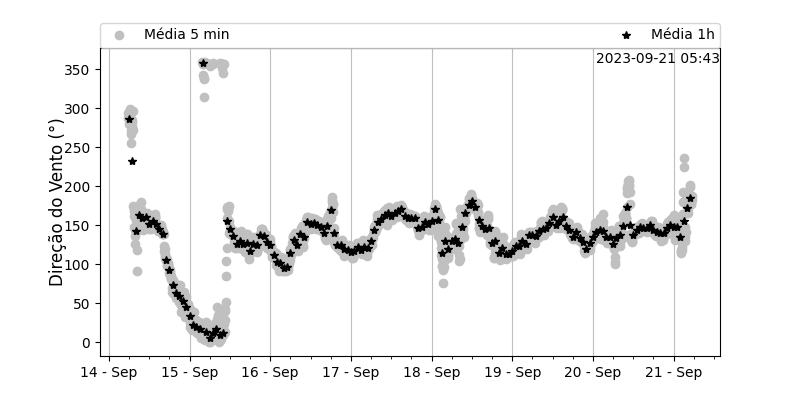 Média 5 min
Média 1h
2023-09-21 05:43
Direção do Vento (°)
350
300
250
200
150
100
50
0
14 - Sep
15 - Sep
16 - Sep
17 - Sep
18 - Sep
19 - Sep
20 - Sep
21 - Sep